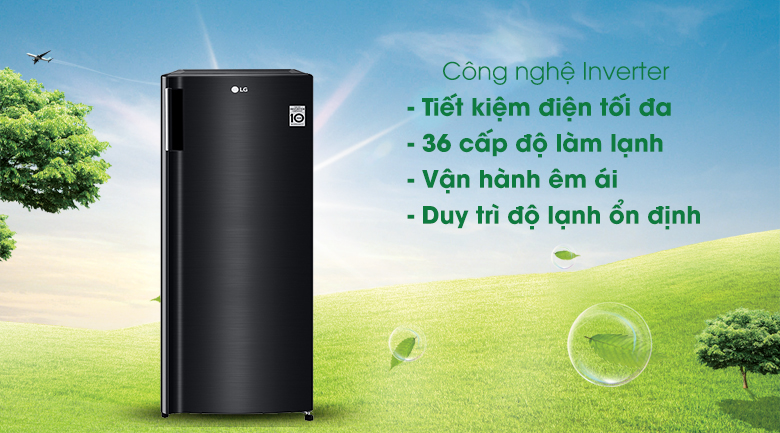 LG
10
Công nghệ Inverter
- Tiết kiệm điện tối đa
- 36 cấp độ làm lạnh
- Vận hành êm ái
- Duy trì độ lạnh ổn định